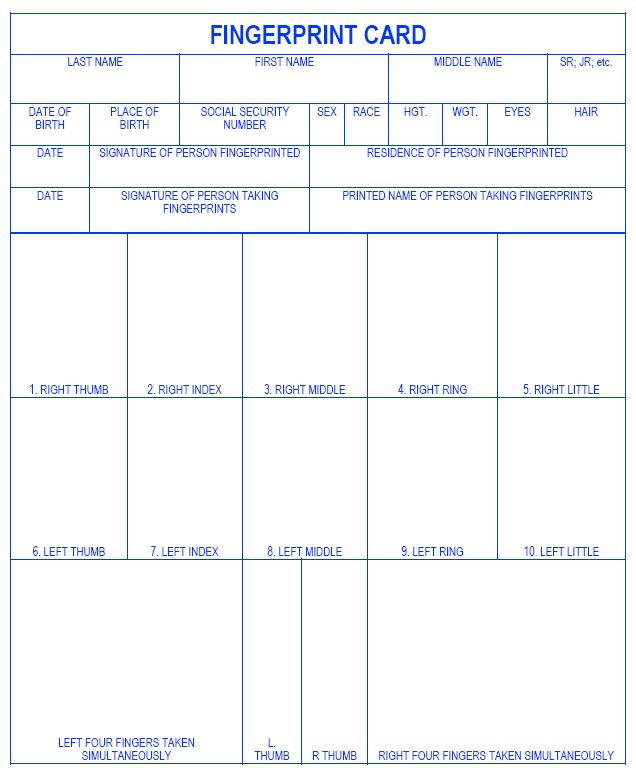 FINGERPRINT CARD
LAST NAME FIRST NAME MIDDLE NAME SR; JR; etc.
DATE OF BIRTH PLACE OF BIRTH SOCIAL SECURITY NUMBER SEX RACE HGT. WGT. EYES HAIR
DATE SIGNATURE OF PERSON FINGERPRINTED RESIDENCE OF PERSON FINGERPRINTED
DATE SIGNATURE OF PERSON TAKING FINGERPRINTS PRINTED NAME OF PERSON TAKING FINGERPRINTS
1. RIGHT THUMB 2. RIGHT INDEX 3. RIGHT MIDDLE 4. RIGHT RING 5. RIGHT LITTLE
6. LEFT THUMB 7. LEFT INDEX 8. LEFT MIDDLE 9. LEFT RING 10. LEFT LITTLE
LEFT FOUR FINGERS TAKEN SIMULTANEOUSLY L. THUMB R THUMB RIGHT FOUR FINGERS TAKEN SIMULTANEOUSLY